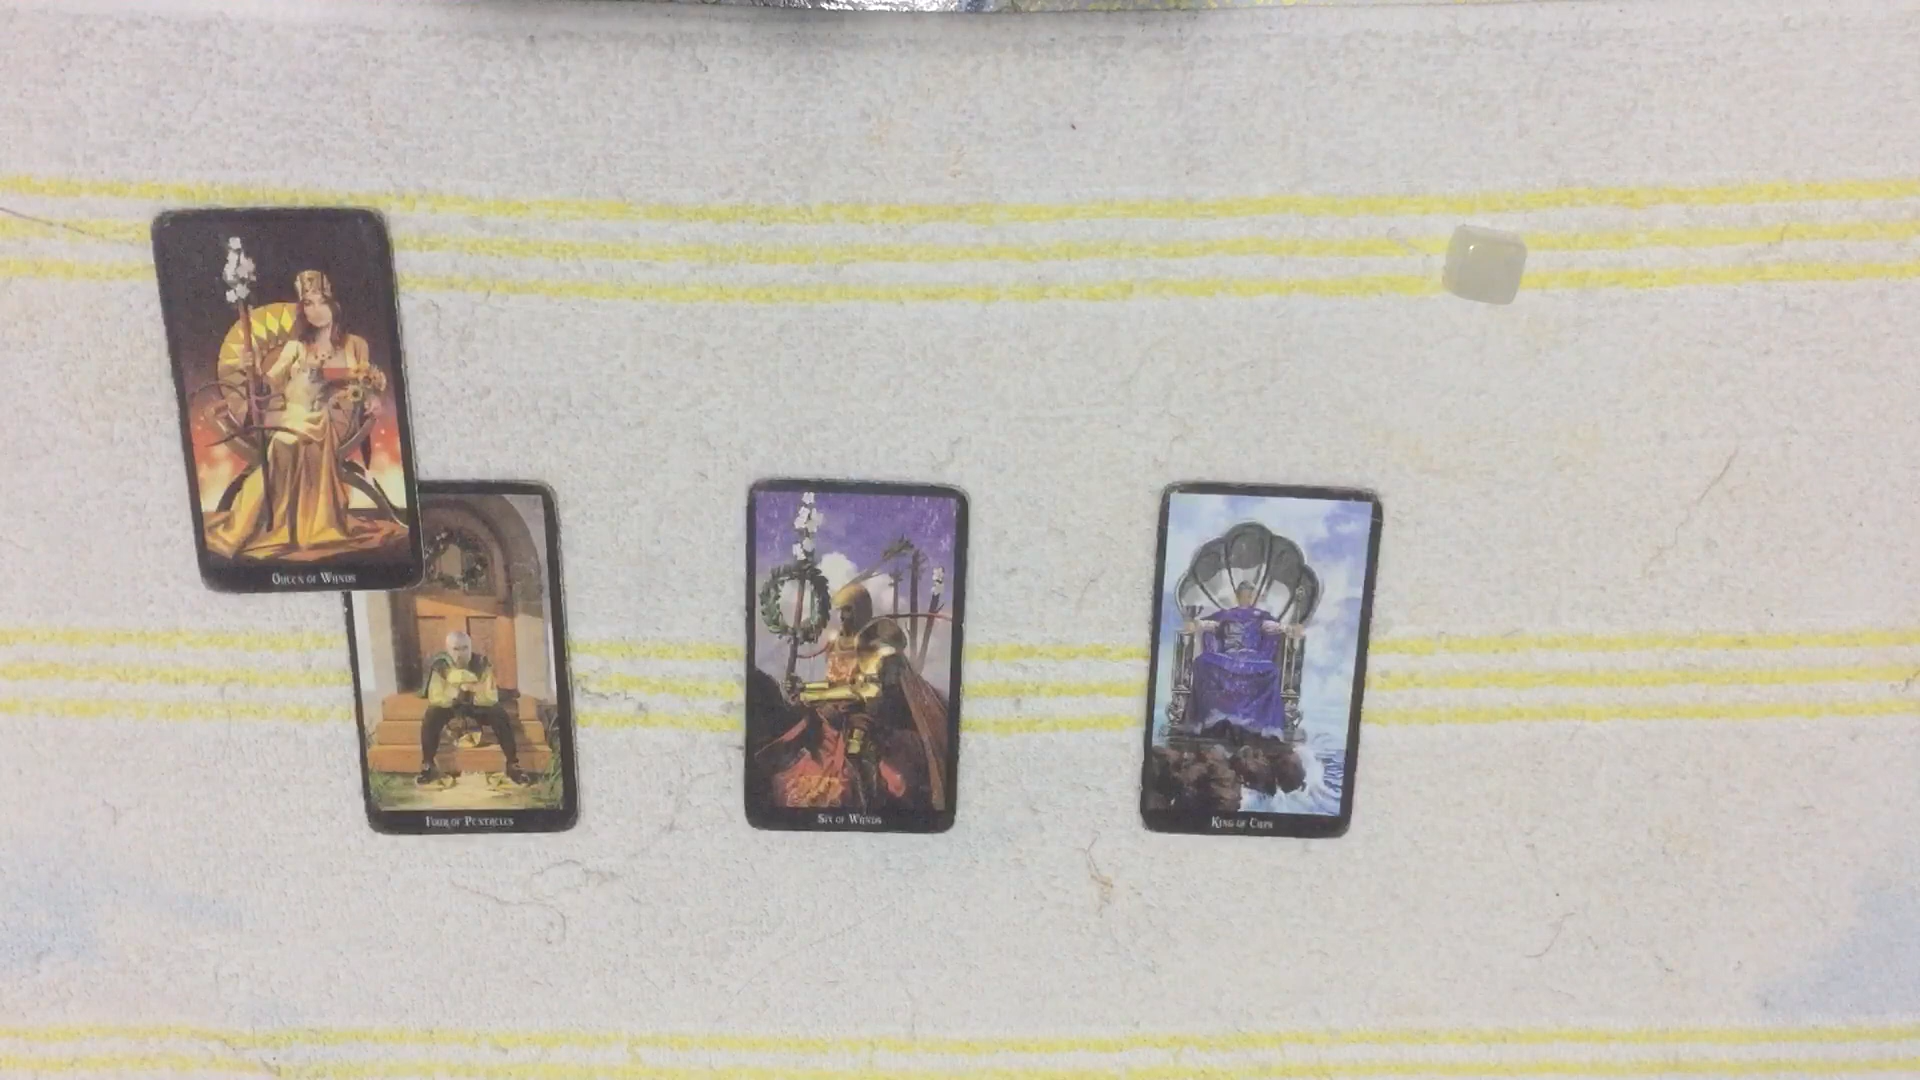 Queen of Wands
Four of Pentacles
Six of Wands
King of Cups